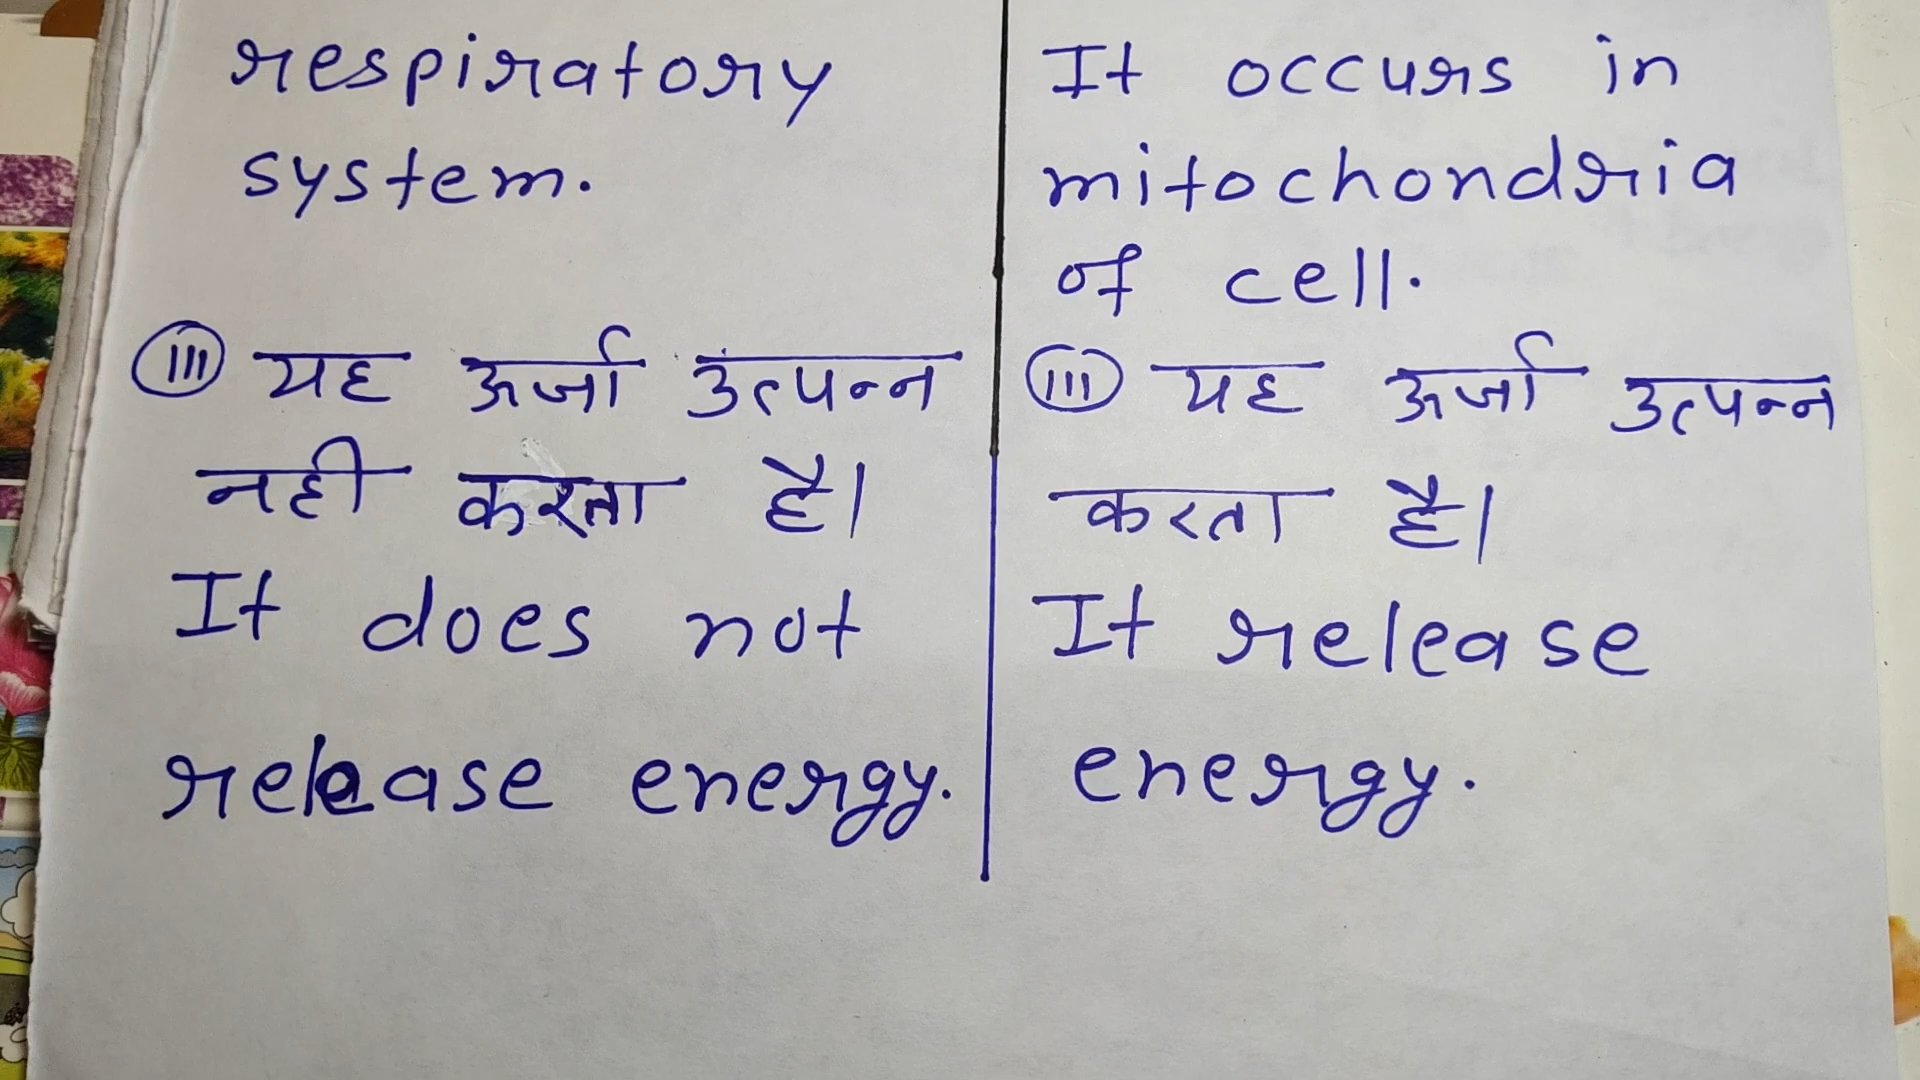 respiratory
system.
(iii) यह ऊर्जा उत्पन्न
नही करता है।
It does not
release energy.
It occurs in
mitochondria
of cell.
(iii) यह ऊर्जा उत्पन्न
करता है।
It release
energy.